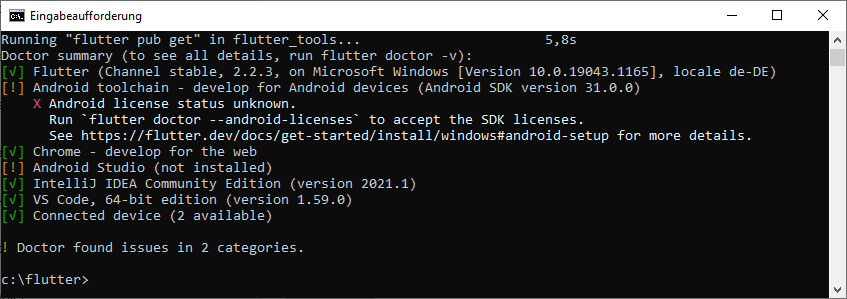 Eingabeaufforderung
Running "flutter pub get" in flutter_tools... 5,8s
Doctor summary (to see all details, run flutter doctor -v):
[√] Flutter (Channel stable, 2.2.3, on Microsoft Windows [Version 10.0.19043.1165], locale de-DE)
[!] Android toolchain - develop for Android devices (Android SDK version 31.0.0)
X Android license status unknown.
Run `flutter doctor --android-licenses` to accept the SDK licenses.
See https://flutter.dev/docs/get-started/install/windows#android-setup for more details.
[√] Chrome - develop for the web
[!] Android Studio (not installed)
[√] IntelliJ IDEA Community Edition (version 2021.1)
[√] VS Code, 64-bit edition (version 1.59.0)
[√] Connected device (2 available)
! Doctor found issues in 2 categories.
c:\flutter>